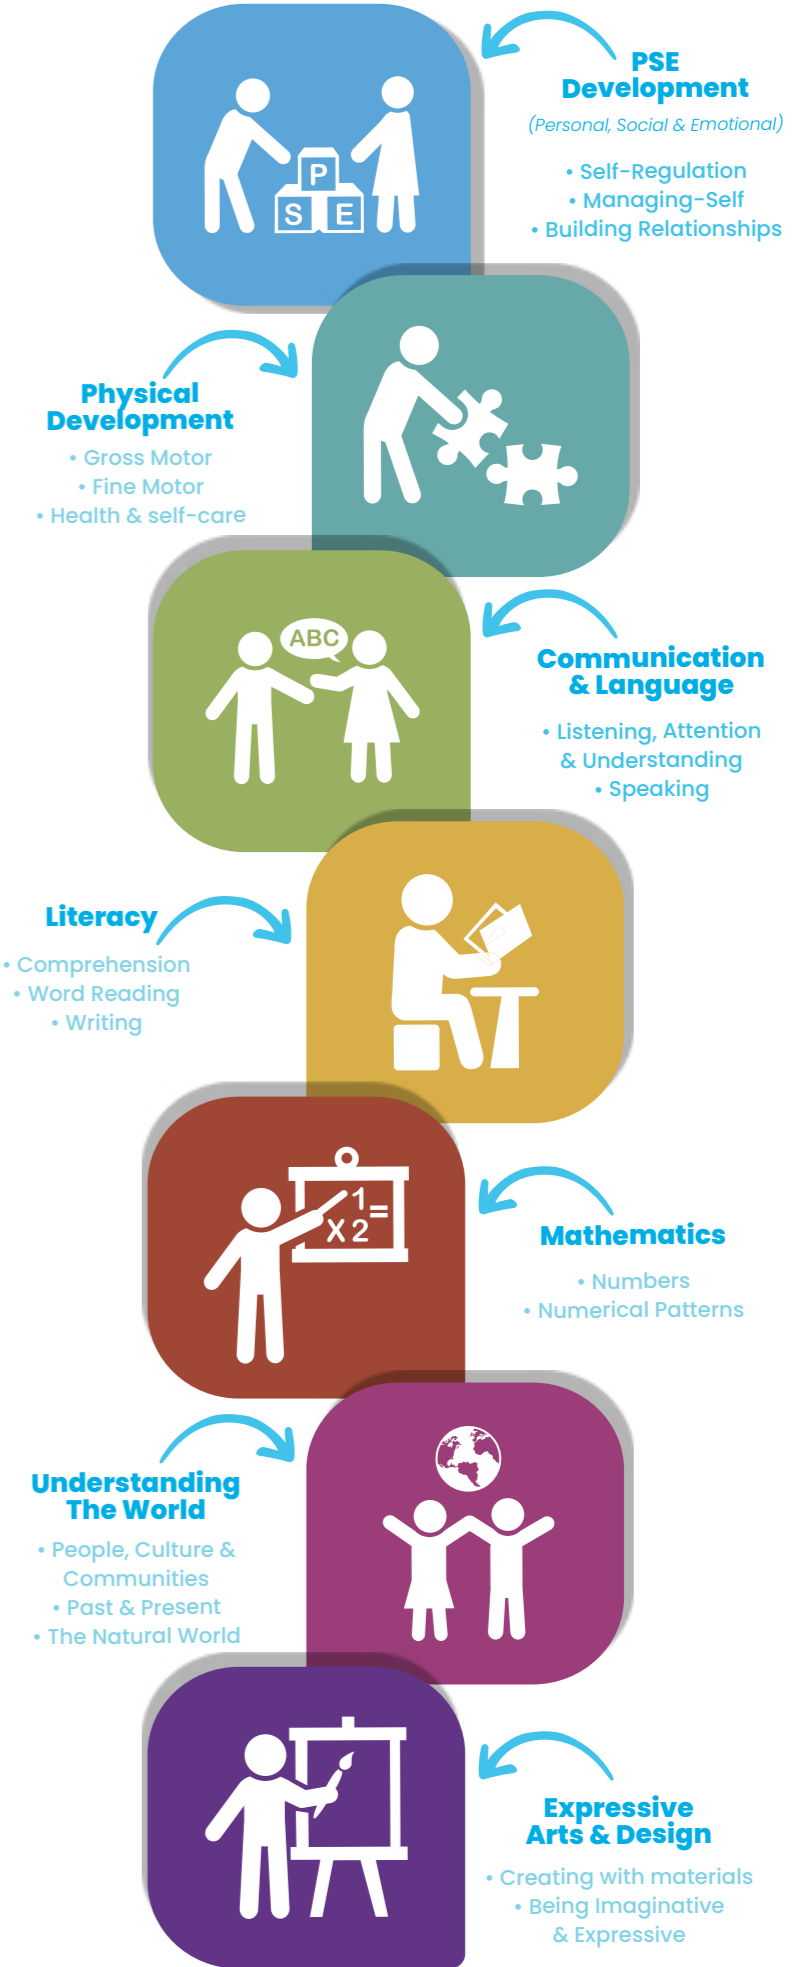 PSE
Development
(Personal, Social & Emotional)
• Self-Regulation
• Managing-Self
• Building Relationships
P
S E
Physical
Development
• Gross Motor
• Fine Motor
• Health & self-care
ABC
Communication
& Language
• Listening, Attention
& Understanding
• Speaking
Literacy
• Comprehension
• Word Reading
• Writing
1
X 2 =
Mathematics
• Numbers
• Numerical Patterns
Understanding
The World
• People, Culture &
Communities
• Past & Present
• The Natural World
Expressive
Arts & Design
• Creating with materials
• Being Imaginative
& Expressive